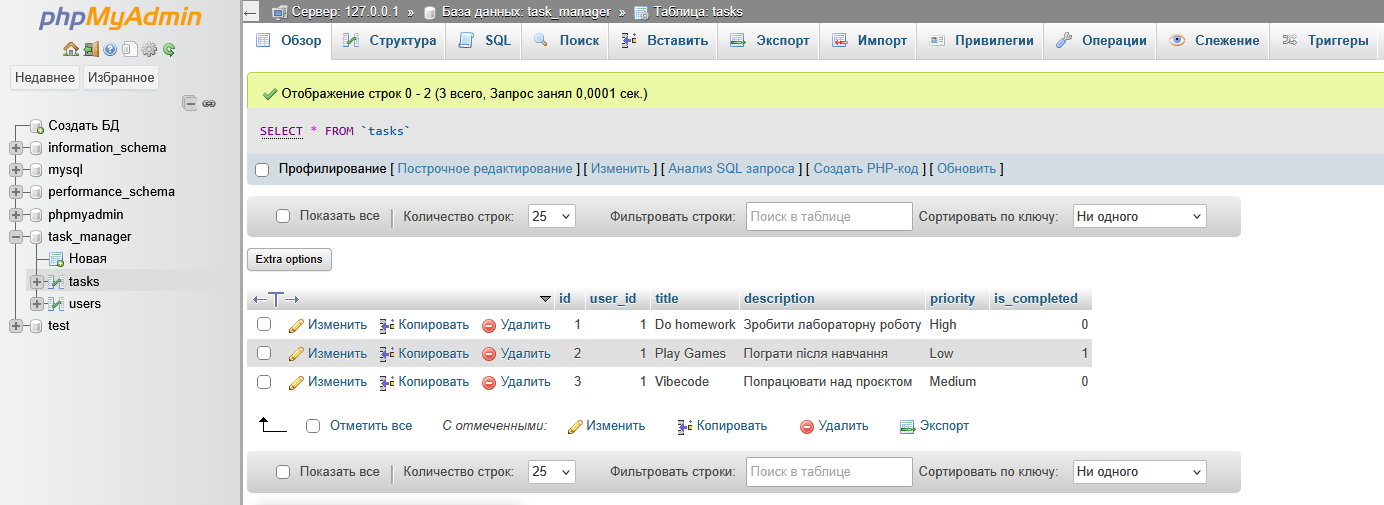 phpMyAdmin
Недавнее Избранное
Создать БД
information_schema
mysql
performance_schema
phpmyadmin
task_manager
Новая
tasks
users
test
Сервер: 127.0.0.1 » База данных: task_manager » Таблица: tasks
Обзор Структура SQL Поиск Вставить Экспорт Импорт Привилегии Операции Слежение Триггеры
Отображение строк 0 - 2 (3 всего, Запрос занял 0,0001 сек.)
SELECT * FROM `tasks`
Профилирование [ Построчное редактирование ] [ Изменить ] [ Анализ SQL запроса ] [ Создать PHP-код ] [ Обновить ]
Показать все Количество строк: 25 Фильтровать строки: Поиск в таблице Сортировать по ключу: Ни одного
Extra options
id user_id title description priority is_completed
Изменить Копировать Удалить 1 1 Do homework Зробити лабораторну роботу High 0
Изменить Копировать Удалить 2 1 Play Games Пограти після навчання Low 1
Изменить Копировать Удалить 3 1 Vibecode Попрацювати над проєктом Medium 0
Отметить все С отмеченными: Изменить Копировать Удалить Экспорт
Показать все Количество строк: 25 Фильтровать строки: Поиск в таблице Сортировать по ключу: Ни одного